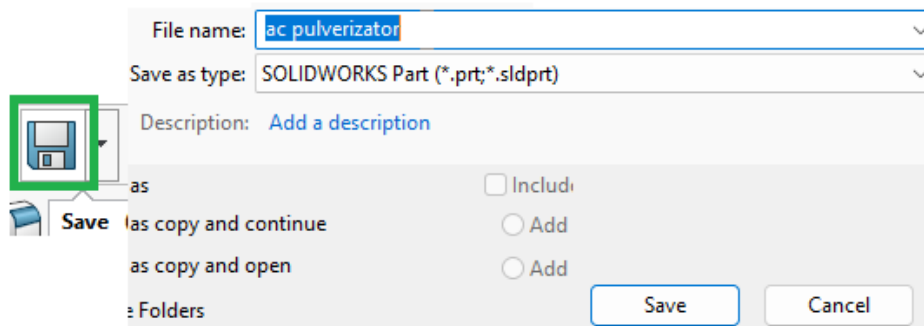 File name: ac pulverizator
Save as type: SOLIDWORKS Part (*.prt;*.sldprt)
Description: Add a description
as Include
Save as copy and continue Add
as copy and open Add
Folders Save Cancel